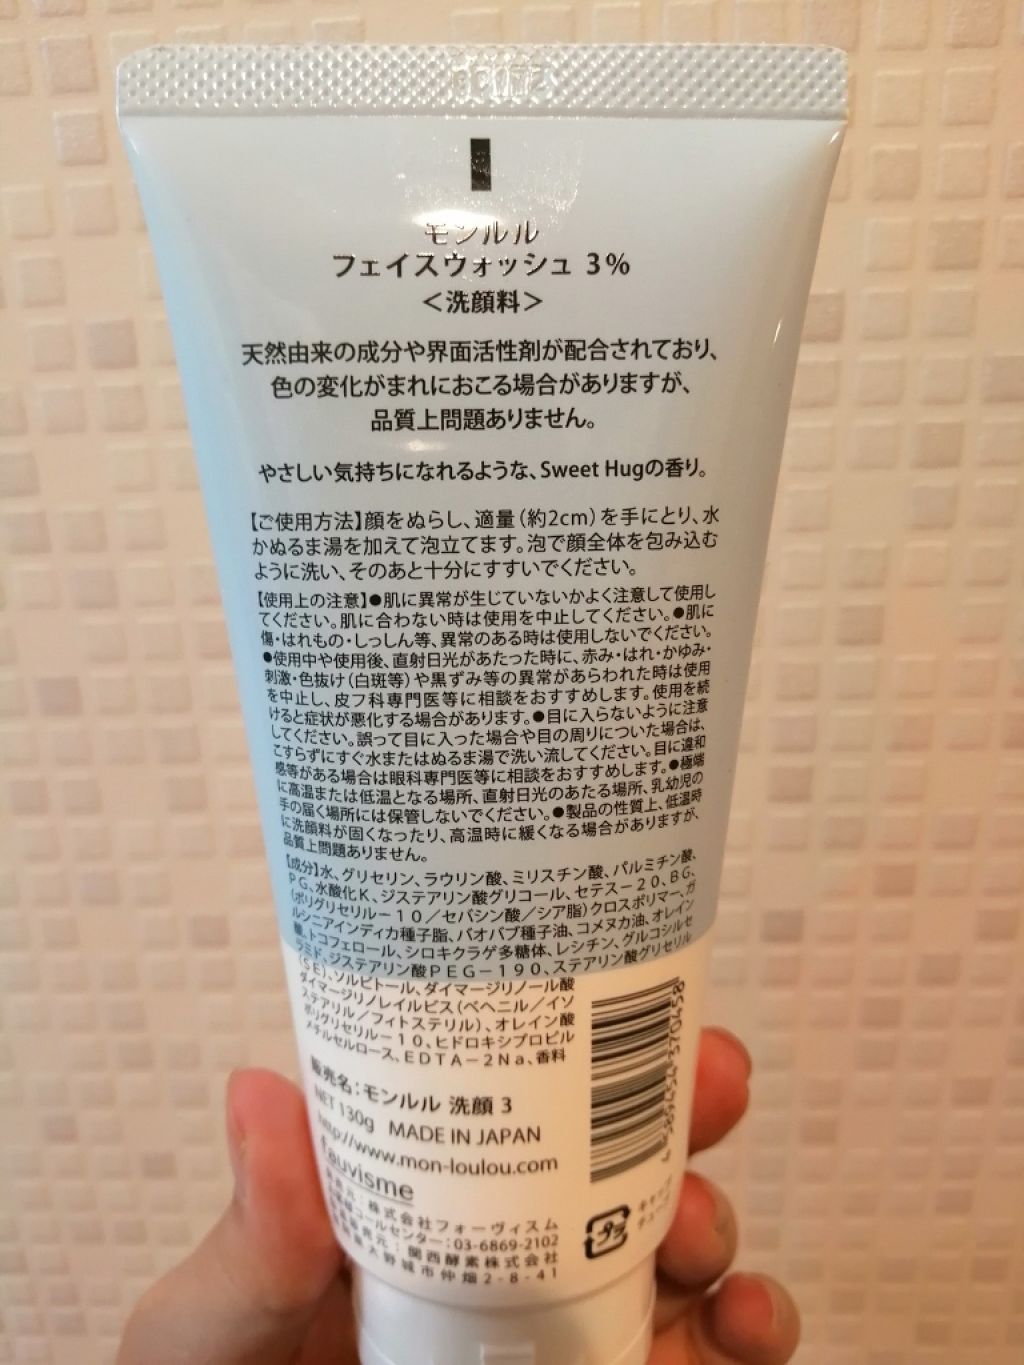 モンルル
フェイスウォッシュ 3%
＜洗顔料＞
天然由来の成分や界面活性剤が配合されており、
色の変化がまれにおこる場合がありますが、
品質上問題ありません。
やさしい気持ちになれるような、Sweet Hugの香り。
【ご使用方法】顔をぬらし、適量（約2cm）を手にとり、水
かぬるま湯を加えて泡立てます。泡で顔全体を包み込む
ように洗い、そのあと十分にすすいでください。
【使用上の注意】●肌に異常が生じていないかよく注意して使用し
てください。肌に合わない時は使用を中止してください。●肌に
傷・はれもの・しっしん等、異常のある時は使用しないでください。
●使用中や使用後、直射日光があたった時に、赤み・はれ・かゆみ・
刺激・色抜け（白斑等）や黒ずみ等の異常があらわれた時は使用
を中止し、皮フ科専門医等に相談をおすすめします。使用を続
けると症状が悪化する場合があります。●目に入らないように注意
してください。誤って目に入った場合や目の周りについた場合は、
こすらずにすぐ水またはぬるま湯で洗い流してください。目に違和
感等がある場合は眼科専門医等に相談をおすすめします。●極端
に高温または低温となる場所、直射日光のあたる場所、乳幼児の
手の届く場所には保管しないでください。●製品の性質上、低温時
に洗顔料が固くなったり、高温時に緩くなる場合がありますが、
品質上問題ありません。
【成分】水、グリセリン、ラウリン酸、ミリスチン酸、パルミチン酸、
ＰＧ、水酸化Ｋ、ジステアリン酸グリコール、セテス－２０、ＢＧ、
（ポリグリセリル－１０／セバシン酸／シア脂）クロスポリマー、ガ
ルシニアインディカ種子脂、バオバブ種子油、コメヌカ油、オレイン
酸、トコフェロール、シロキクラゲ多糖体、レシチン、グルコシルセ
ラミド、ジステアリン酸ＰＥＧ－１９０、ステアリン酸グリセリル
（ＳＥ）、ソルビトール、ダイマージリノール酸
ダイマージリノレイルビス（ベヘニル／イソ
ステアリル／フィトステリル）、オレイン酸
ポリグリセリル－１０、ヒドロキシプロピル
メチルセルロース、ＥＤＴＡ－２Ｎａ、香料
販売名：モンルル 洗顔 3
NET 130g MADE IN JAPAN
http://www.mon-loulou.com
fauvisme
発売元：株式会社フォーヴィスム
コールセンター：03-6869-2102
元：関西酵素株式会社
大野城市仲畑2-8-41
プラ